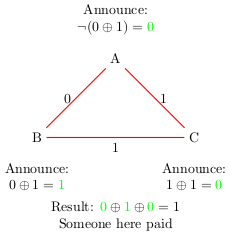 Announce:
¬(0 ⊕ 1) = 0
A
0
1
B
C
1
Announce:
0 ⊕ 1 = 1
Announce:
1 ⊕ 1 = 0
Result: 0 ⊕ 1 ⊕ 0 = 1
Someone here paid